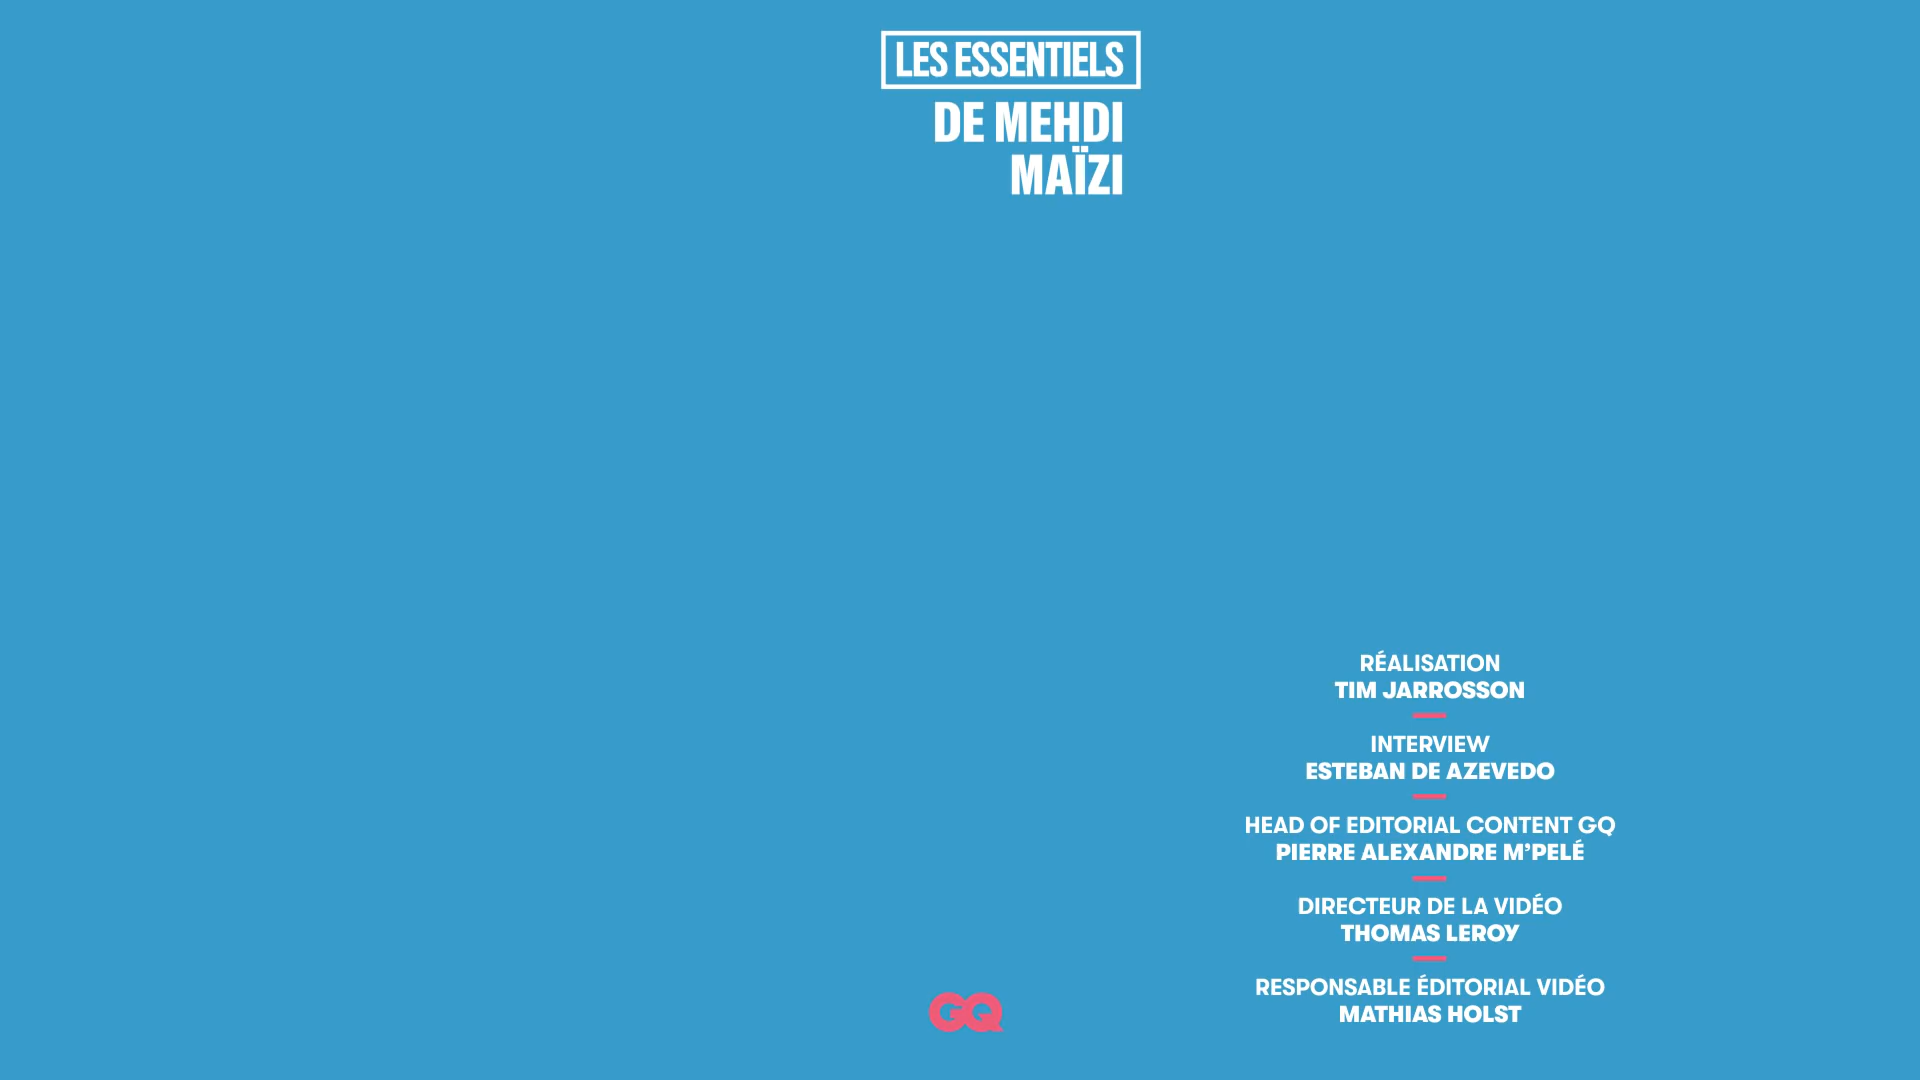 LES ESSENTIELS
DE MEHDI
MAÏZI
RÉALISATION
TIM JARROSSON
INTERVIEW
ESTEBAN DE AZEVEDO
HEAD OF EDITORIAL CONTENT GQ
PIERRE ALEXANDRE M’PELÉ
DIRECTEUR DE LA VIDÉO
THOMAS LEROY
RESPONSABLE ÉDITORIAL VIDÉO
MATHIAS HOLST
GQ